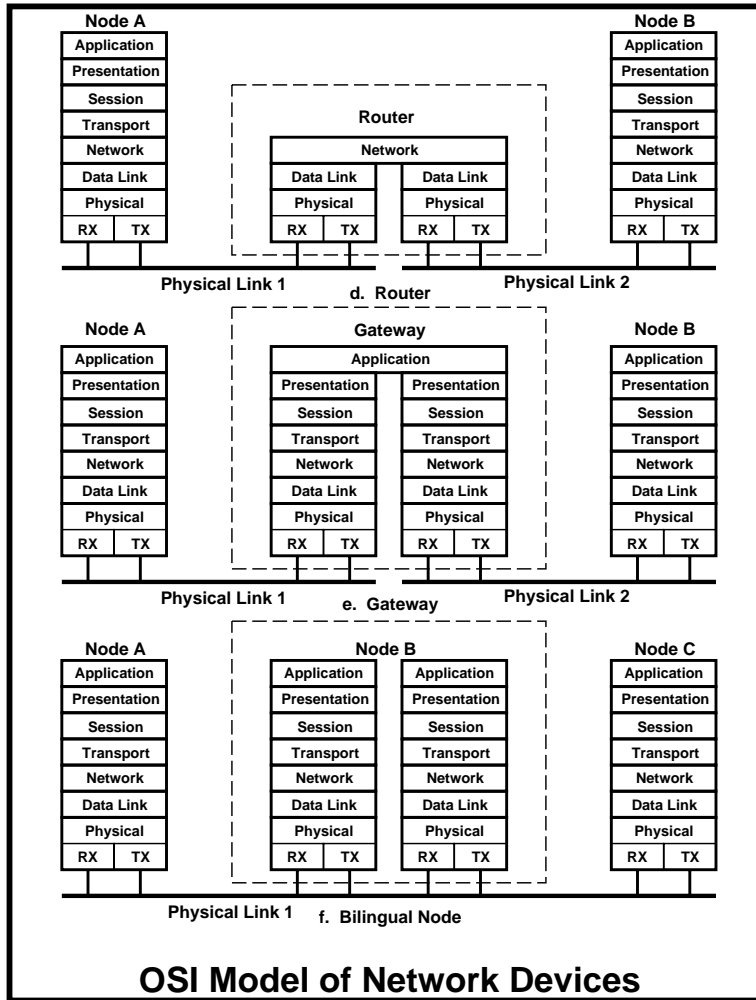 Node A Node B
Application Application
Presentation Presentation
Session Session
Transport Router Transport
Network Network Network
Data Link Data Link Data Link Data Link
Physical Physical Physical Physical
RX TX RX TX RX TX RX TX
Physical Link 1 Physical Link 2
d. Router
Node A Gateway Node B
Application Application Application
Presentation Presentation Presentation Presentation
Session Session Session Session
Transport Transport Transport Transport
Network Network Network Network
Data Link Data Link Data Link Data Link
Physical Physical Physical Physical
RX TX RX TX RX TX RX TX
Physical Link 1 Physical Link 2
e. Gateway
Node A Node B Node C
Application Application Application Application
Presentation Presentation Presentation Presentation
Session Session Session Session
Transport Transport Transport Transport
Network Network Network Network
Data Link Data Link Data Link Data Link
Physical Physical Physical Physical
RX TX RX TX RX TX RX TX
Physical Link 1 f. Bilingual Node
OSI Model of Network Devices